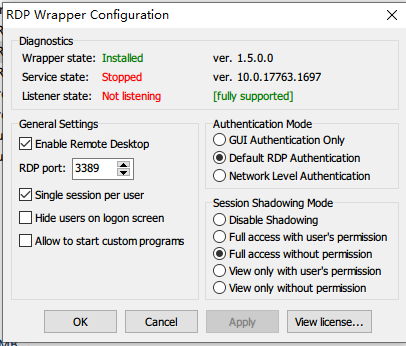 RDP Wrapper Configuration
Diagnostics
Wrapper state: Installed ver. 1.5.0.0
Service state: Stopped ver. 10.0.17763.1697
Listener state: Not listening [fully supported]
General Settings
Enable Remote Desktop
RDP port: 3389
Single session per user
Hide users on logon screen
Allow to start custom programs
Authentication Mode
GUI Authentication Only
Default RDP Authentication
Network Level Authentication
Session Shadowing Mode
Disable Shadowing
Full access with user's permission
Full access without permission
View only with user's permission
View only without permission
OK Cancel Apply View license...